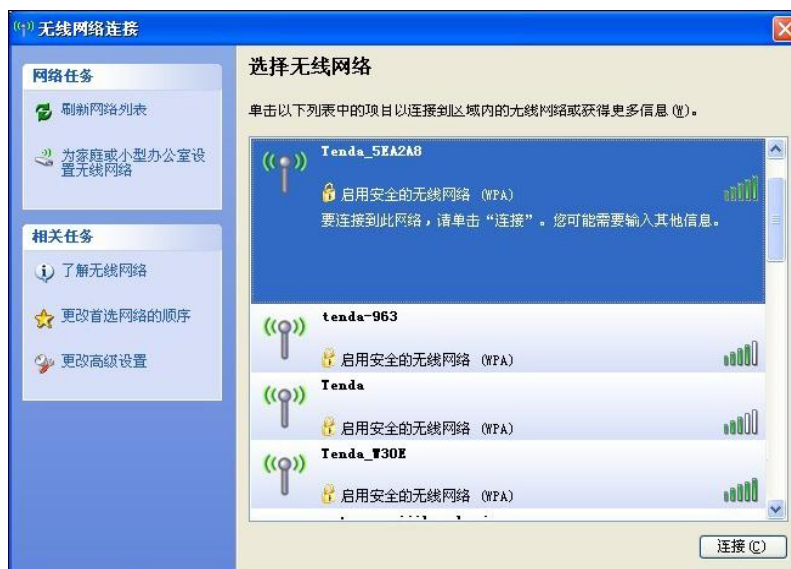 无线网络连接
网络任务
刷新网络列表
为家庭或小型办公室设
置无线网络
相关任务
了解无线网络
更改首选网络的顺序
更改高级设置
选择无线网络
单击以下列表中的项目以连接到区域内的无线网络或获得更多信息(W)。
Tenda_5EA2A8
启用安全的无线网络 (WPA)
要连接到此网络，请单击“连接”。您可能需要输入其他信息。
tenda-963
启用安全的无线网络 (WPA)
Tenda
启用安全的无线网络 (WPA)
Tenda_W30E
启用安全的无线网络 (WPA)
连接(C)